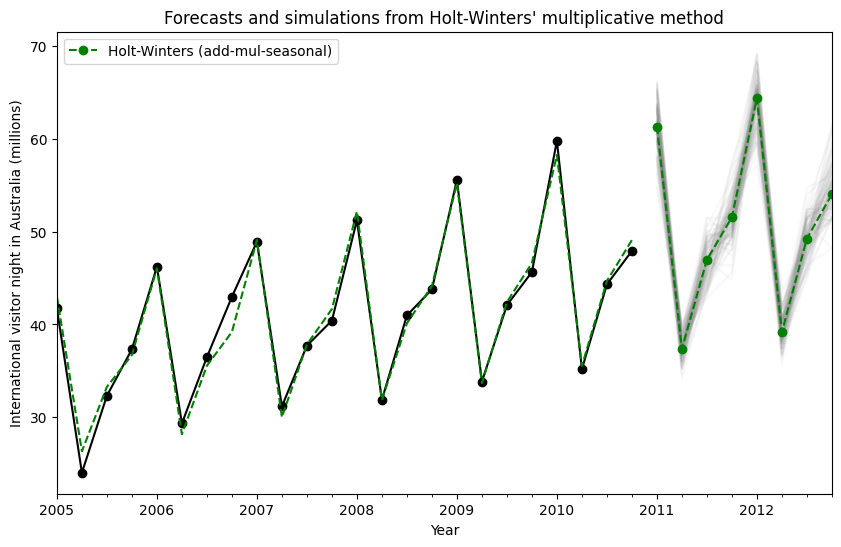 Forecasts and simulations from Holt-Winters' multiplicative method
Holt-Winters (add-mul-seasonal)
International visitor night in Australia (millions)
70
60
50
40
30
2005 2006 2007 2008 2009 2010 2011 2012
Year